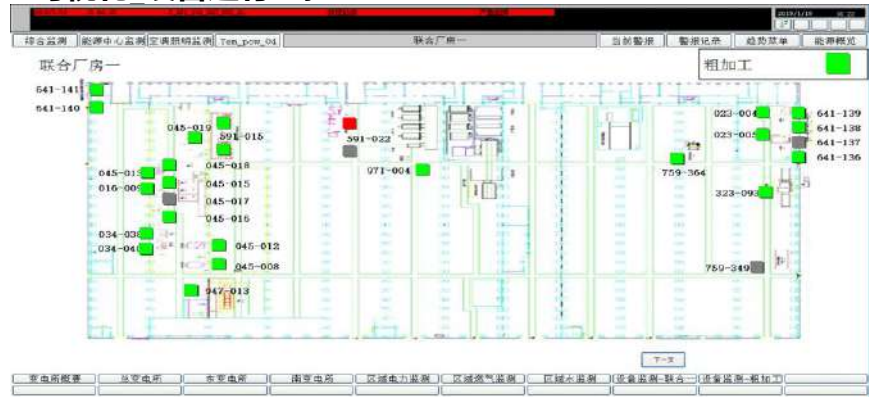 2019/1/19
综合监测 能源中心监测 空调照明监测 Tem_pow_04 联合厂房一 当前警报 警报记录 趋势菜单 能源概览
联合厂房一 粗加工
641-141
641-140
045-019 591-015 591-022 023-004 641-139
023-005 641-138
641-137
641-136
045-018 971-004 759-364
045-015
016-009
045-017 323-093
045-016
034-038
034-040 045-012
045-008 759-349
947-013
下一页
变电所概要 总变电所 东变电所 南变电所 区域电力监测 区域燃气监测 区域水监测 设备监测-联合一 设备监测-粗加工